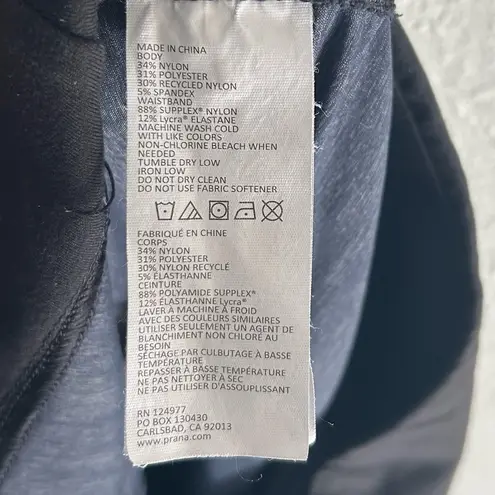 MADE IN CHINA
BODY
34% NYLON
31% POLYESTER
30% RECYCLED NYLON
5% SPANDEX
WAISTBAND
88% SUPPLEX® NYLON
12% Lycra® ELASTANE
MACHINE WASH COLD
WITH LIKE COLORS
NON-CHLORINE BLEACH WHEN
NEEDED
TUMBLE DRY LOW
IRON LOW
DO NOT DRY CLEAN
DO NOT USE FABRIC SOFTENER
FABRIQUÉ EN CHINE
CORPS
34% NYLON
31% POLYESTER
30% NYLON RECYCLÉ
5% ÉLASTHANNE
CEINTURE
88% POLYAMIDE SUPPLEX®
12% ÉLASTHANNE Lycra®
LAVER A MACHINE À FROID
AVEC DES COULEURS SIMILAIRES
UTILISER SEULEMENT UN AGENT DE
BLANCHIMENT NON CHLORÉ AU
BESOIN
SÉCHAGE PAR CULBUTAGE À BASSE
TEMPÉRATURE
REPASSER À BASSE TEMPÉRATURE
NE PAS NETTOYER À SEC
NE PAS UTILISER D'ASSOUPLISSANT
RN 124977
PO BOX 130430
CARLSBAD, CA 92013
www.prana.com